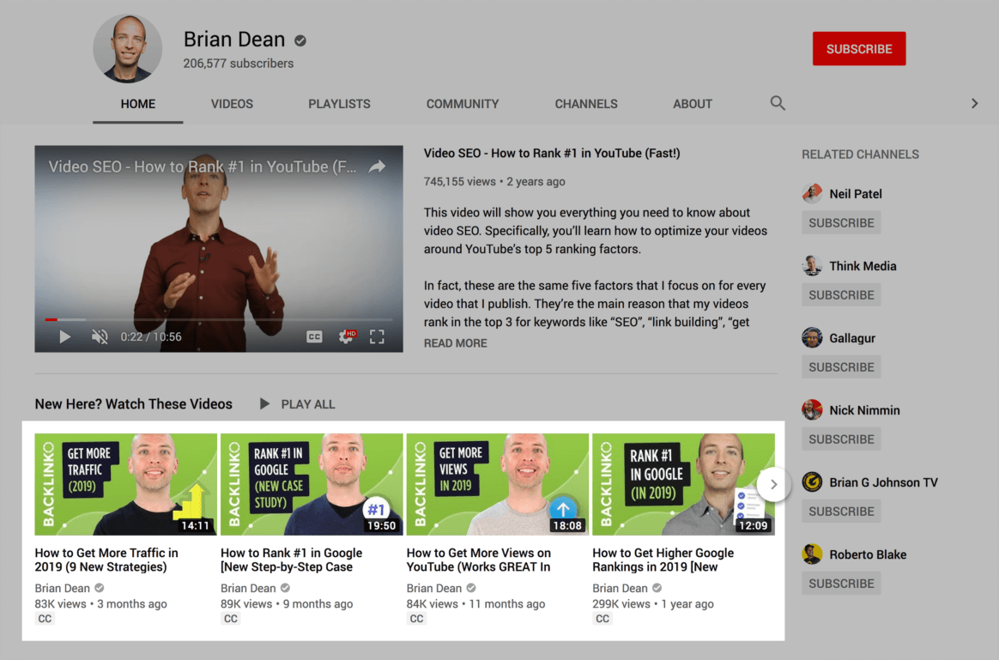 Brian Dean
206,577 subscribers
SUBSCRIBE
HOME VIDEOS PLAYLISTS COMMUNITY CHANNELS ABOUT
Video SEO - How to Rank #1 in YouTube (F...
0:22 / 10:56
CC
HD
Video SEO - How to Rank #1 in YouTube (Fast!)
745,155 views • 2 years ago
This video will show you everything you need to know about
video SEO. Specifically, you’ll learn how to optimize your videos
around YouTube’s top 5 ranking factors.
In fact, these are the same five factors that I focus on for every
video that I publish. They’re the main reason that my videos
rank in the top 3 for keywords like “SEO”, “link building”, “get
READ MORE
RELATED CHANNELS
Neil Patel
SUBSCRIBE
Think Media
SUBSCRIBE
Gallagur
SUBSCRIBE
Nick Nimmin
SUBSCRIBE
Brian G Johnson TV
SUBSCRIBE
Roberto Blake
SUBSCRIBE
New Here? Watch These Videos
PLAY ALL
BACKLINKO
GET MORE
TRAFFIC
(2019)
14:11
How to Get More Traffic in
2019 (9 New Strategies)
Brian Dean
83K views • 3 months ago
CC
BACKLINKO
RANK #1 IN
GOOGLE
(NEW CASE
STUDY)
#1
19:50
How to Rank #1 in Google
[New Step-by-Step Case
Brian Dean
89K views • 9 months ago
CC
BACKLINKO
GET MORE
VIEWS
IN 2019
18:08
How to Get More Views on
YouTube (Works GREAT In
Brian Dean
84K views • 11 months ago
CC
BACKLINKO
RANK #1
IN GOOGLE
(IN 2019)
12:09
How to Get Higher Google
Rankings in 2019 [New
Brian Dean
299K views • 1 year ago
CC